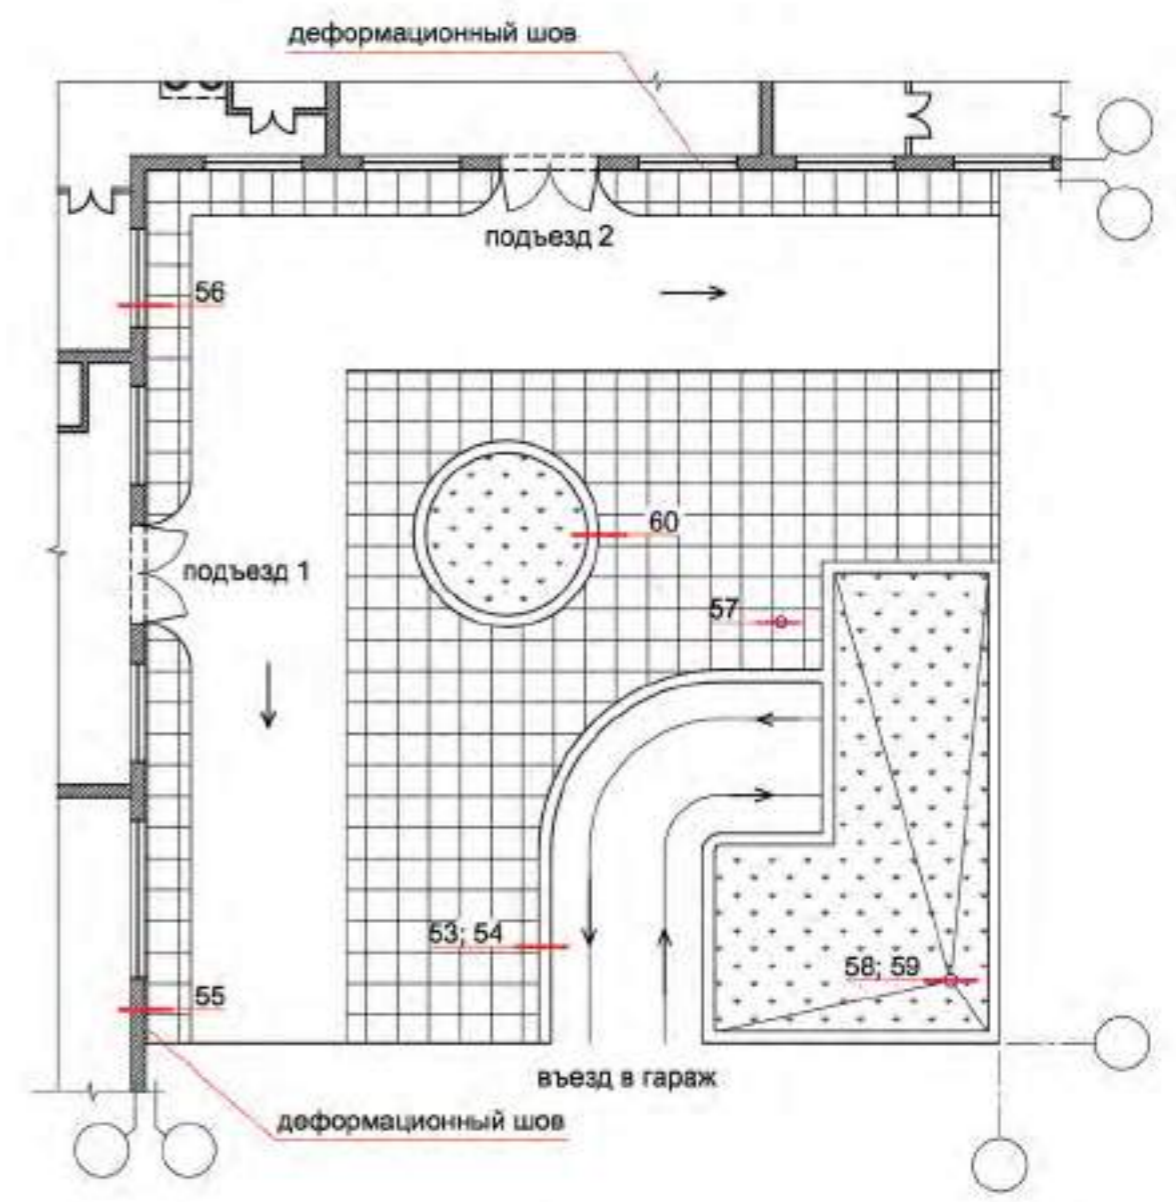 деформационный шов
подъезд 2
56
60
подъезд 1
57
53; 54
58; 59
55
въезд в гараж
деформационный шов